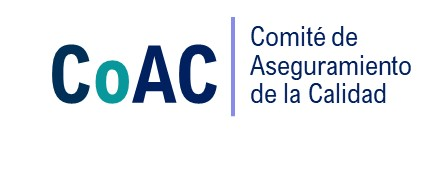 CoAC
Comité de
Aseguramiento
de la Calidad